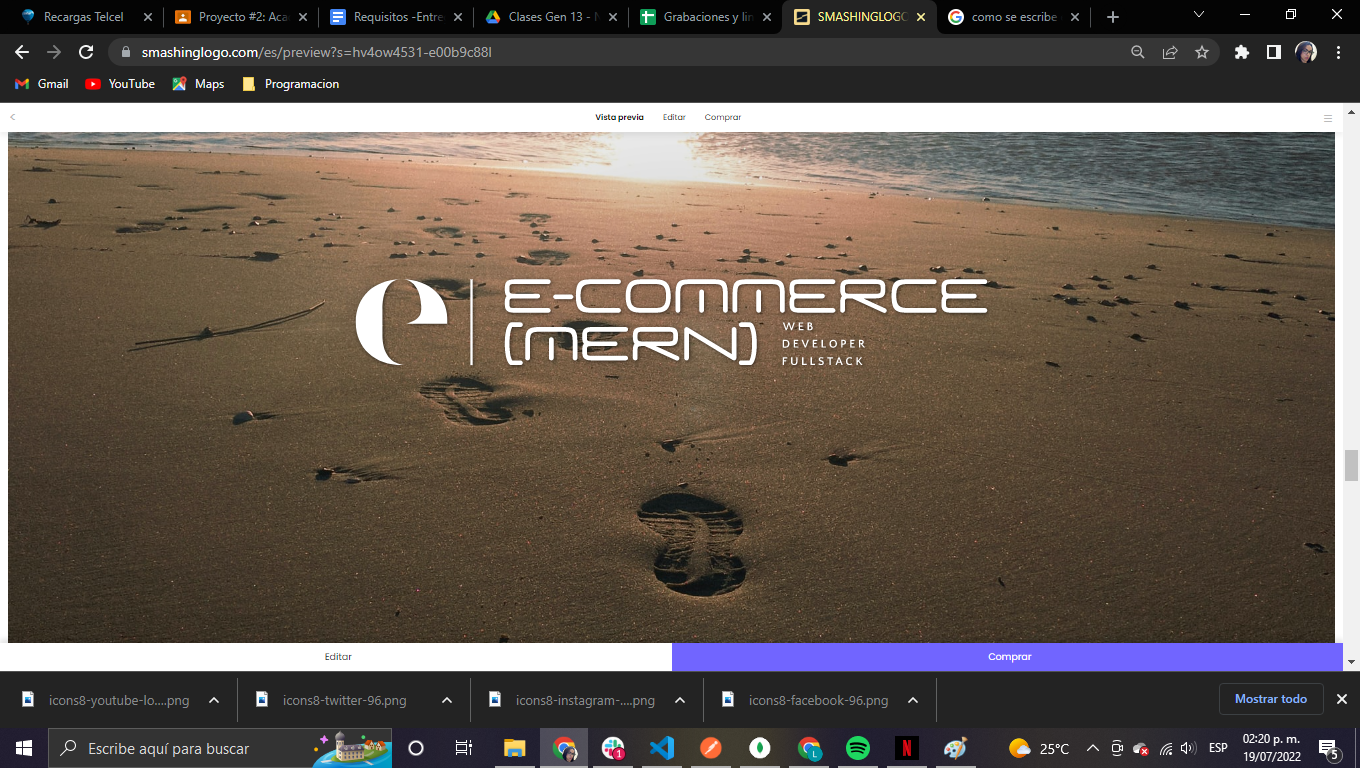 Recargas Telcel
Proyecto #2: Aca
Requisitos -Entre
Clases Gen 13 - N
Grabaciones y lin
SMASHINGLOGO
como se escribe
smashinglogo.com/es/preview?s=hv4ow4531-e00b9c88l
Gmail
YouTube
Maps
Programacion
Vista previa
Editar
Comprar
e
E-COMMERCE
(MERN)
WEB
DEVELOPER
FULLSTACK
Editar
Comprar
icons8-youtube-lo....png
icons8-twitter-96.png
icons8-instagram-....png
icons8-facebook-96.png
Mostrar todo
Escribe aquí para buscar
1
L
N
25°C
ESP
02:20 p. m.
19/07/2022
5